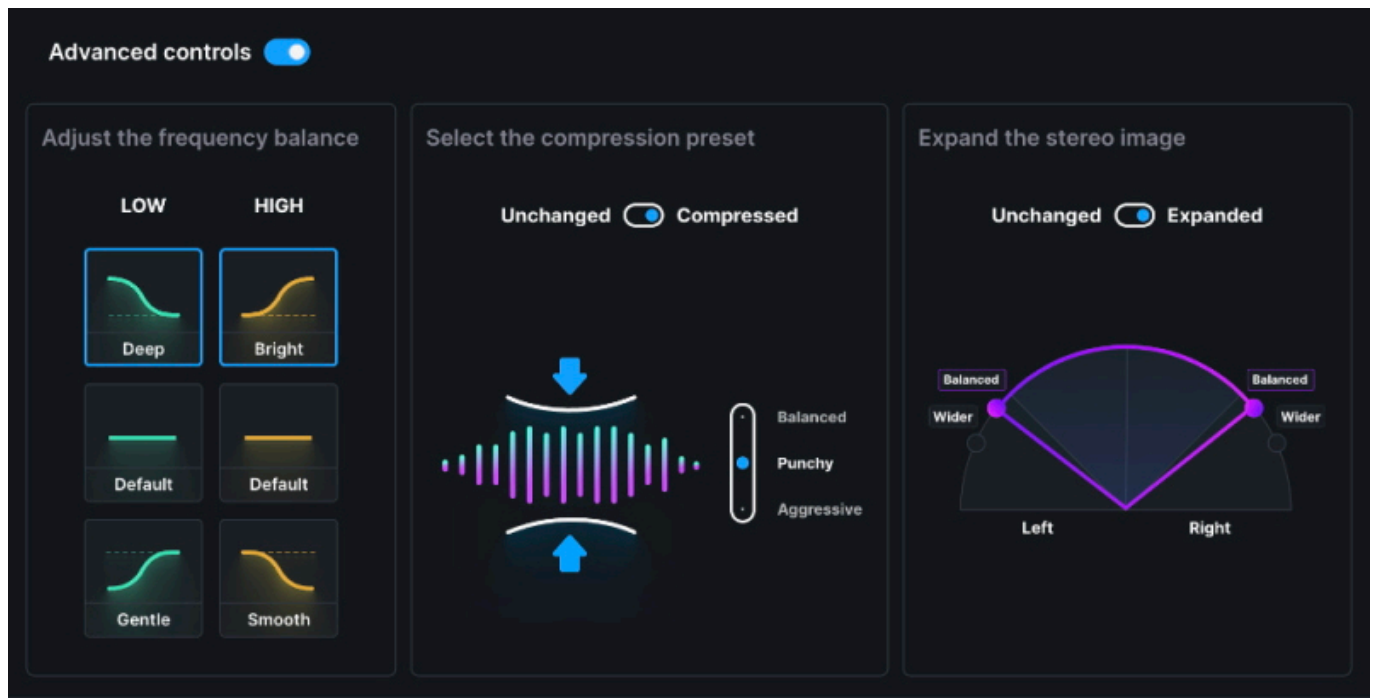 Advanced controls
Adjust the frequency balance
LOW HIGH
Deep Bright
Default Default
Gentle Smooth
Select the compression preset
Unchanged Compressed
Balanced
Punchy
Aggressive
Expand the stereo image
Unchanged Expanded
Balanced Balanced
Wider Wider
Left Right